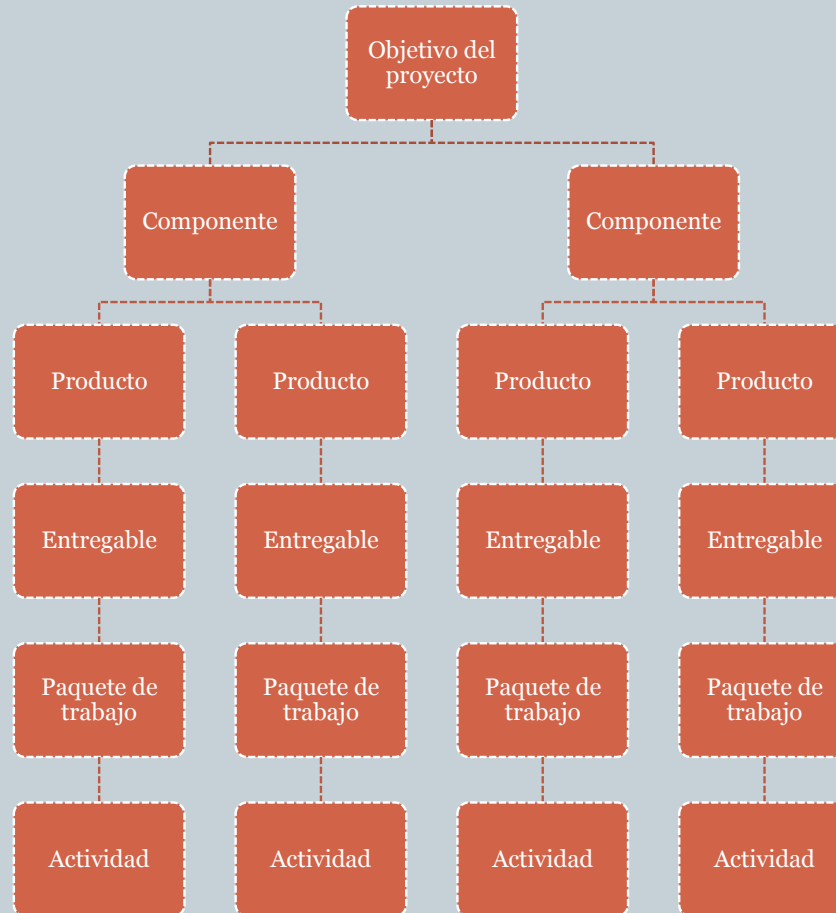 Objetivo del
proyecto
Componente
Componente
Producto
Producto
Producto
Producto
Entregable
Entregable
Entregable
Entregable
Paquete de
trabajo
Paquete de
trabajo
Paquete de
trabajo
Paquete de
trabajo
Actividad
Actividad
Actividad
Actividad